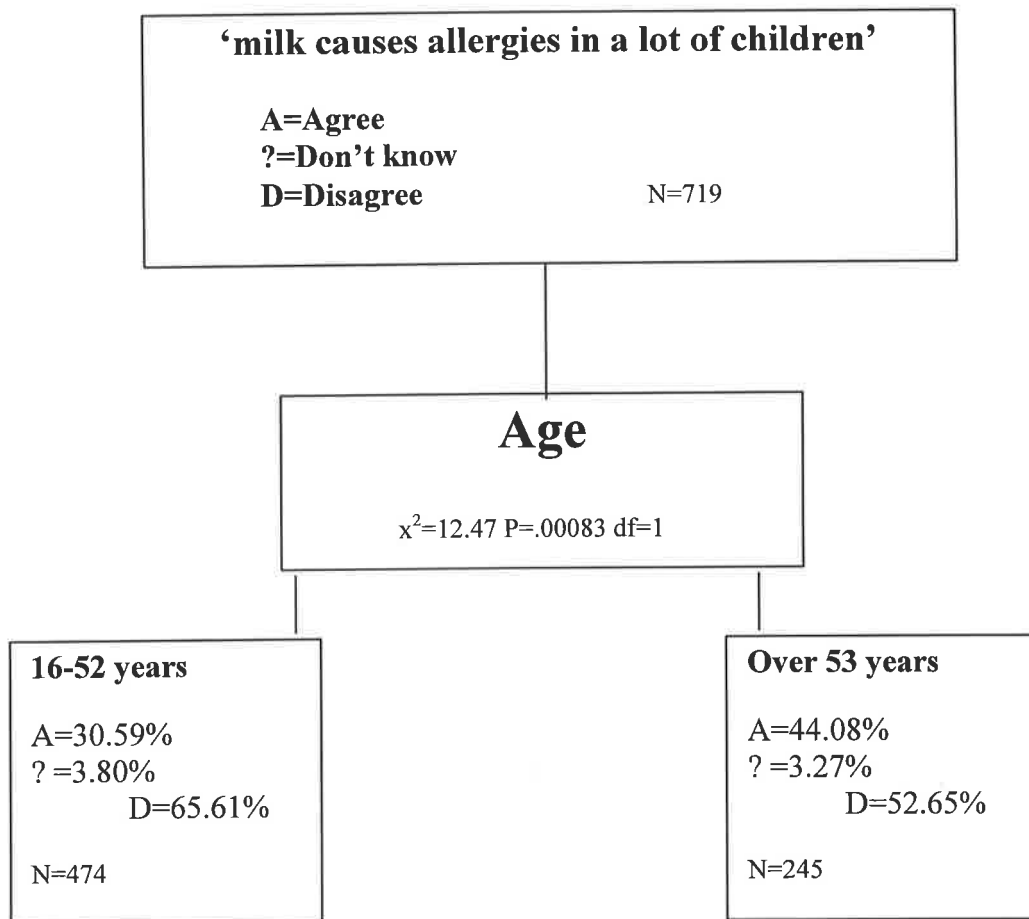 ‘milk causes allergies in a lot of children’
A=Agree
?=Don’t know
D=Disagree N=719
Age
x²=12.47 P=.00083 df=1
16-52 years
A=30.59%
? =3.80%
D=65.61%
N=474
Over 53 years
A=44.08%
? =3.27%
D=52.65%
N=245